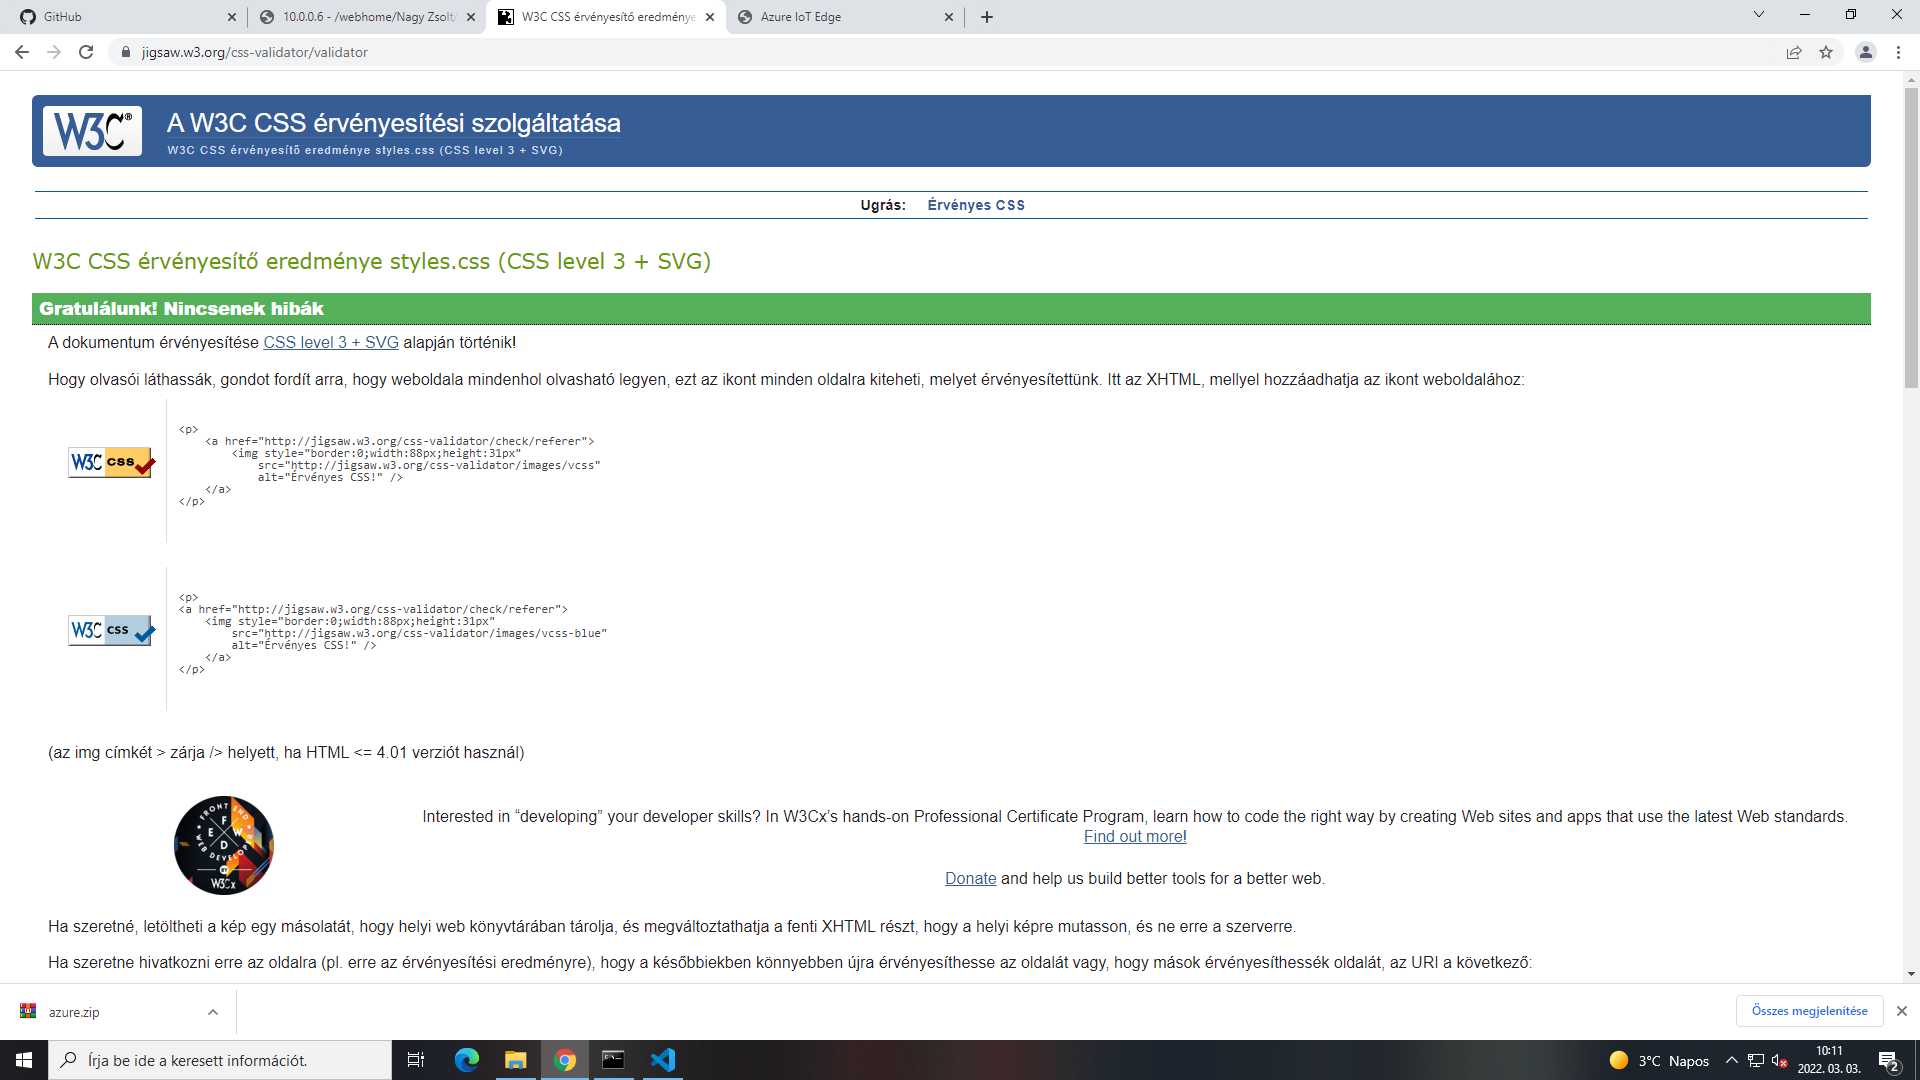 GitHub
10.0.0.6 - /webhome/Nagy Zsolt/
W3C CSS érvényesítő eredménye
Azure IoT Edge
jigsaw.w3.org/css-validator/validator
W3C®
A W3C CSS érvényesítési szolgáltatása
W3C CSS érvényesítő eredménye styles.css (CSS level 3 + SVG)
Ugrás: Érvényes CSS
W3C CSS érvényesítő eredménye styles.css (CSS level 3 + SVG)
Gratulálunk! Nincsenek hibák
A dokumentum érvényesítése CSS level 3 + SVG alapján történik!
Hogy olvasói láthassák, gondot fordít arra, hogy weboldala mindenhol olvasható legyen, ezt az ikont minden oldalra kiteheti, melyet érvényesítettünk. Itt az XHTML, mellyel hozzáadhatja az ikont weboldalához:
W3C css
<p>
<a href="http://jigsaw.w3.org/css-validator/check/referer">
<img style="border:0;width:88px;height:31px"
src="http://jigsaw.w3.org/css-validator/images/vcss"
alt="Érvényes CSS!" />
</a>
</p>
W3C css
<p>
<a href="http://jigsaw.w3.org/css-validator/check/referer">
<img style="border:0;width:88px;height:31px"
src="http://jigsaw.w3.org/css-validator/images/vcss-blue"
alt="Érvényes CSS!" />
</a>
</p>
(az img címkét > zárja /> helyett, ha HTML <= 4.01 verziót használ)
FRONT END
F
E W
D
WEB DEVELOPER
BY
W3Cx
Interested in “developing” your developer skills? In W3Cx’s hands-on Professional Certificate Program, learn how to code the right way by creating Web sites and apps that use the latest Web standards.
Find out more!
Donate and help us build better tools for a better web.
Ha szeretné, letöltheti a kép egy másolatát, hogy helyi web könyvtárában tárolja, és megváltoztathatja a fenti XHTML részt, hogy a helyi képre mutasson, és ne erre a szerverre.
Ha szeretne hivatkozni erre az oldalra (pl. erre az érvényesítési eredményre), hogy a későbbiekben könnyebben újra érvényesíthesse az oldalát vagy, hogy mások érvényesíthessék oldalát, az URI a következő:
azure.zip
Összes megjelenítése
Írja be ide a keresett információt.
3°C Napos
10:11
2022. 03. 03.
2